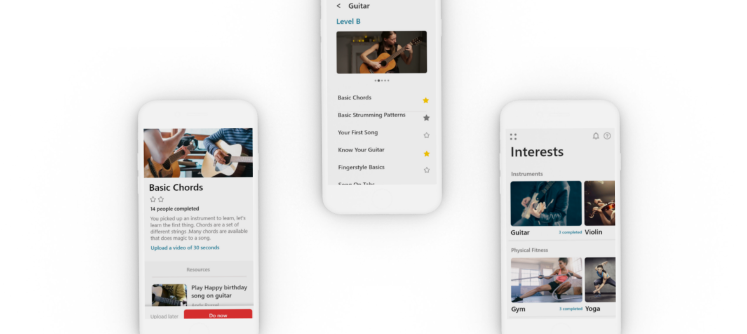 < Guitar
Level B
Basic Chords
Basic Strumming Patterns
Your First Song
Know Your Guitar
Fingerstyle Basics
Basic Chords
14 people completed
You picked up an instrument to learn, let's
learn the first thing. Chords are a set of
different strings. Many chords are available
that does magic to a song.
Upload a video of 30 seconds
Resources
Play Happy birthday
song on guitar
Upload later
Do now
Interests
Instruments
Guitar 3 completed Violin
Physical Fitness
Gym 3 completed Yoga